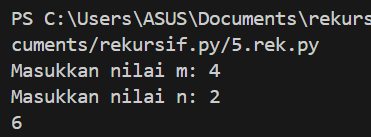 PS C:\Users\ASUS\Documents\rekurs
cuments/rekursif.py/5.rek.py
Masukkan nilai m: 4
Masukkan nilai n: 2
6